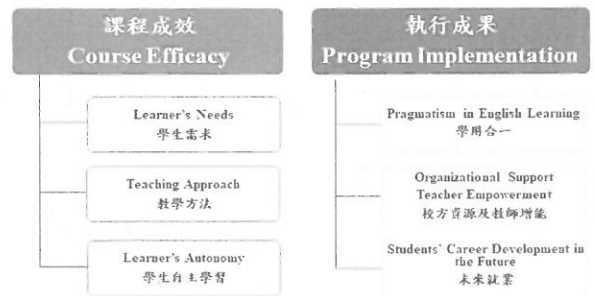 課程成效
Course Efficacy
Learner's Needs
學生需求
Teaching Approach
教學方法
Learner's Autonomy
學生自主學習
執行成果
Program Implementation
Pragmatism in English Learning
學用合一
Organizational Support
Teacher Empowerment
校方資源及教師增能
Students' Career Development in
the Future
未來就業